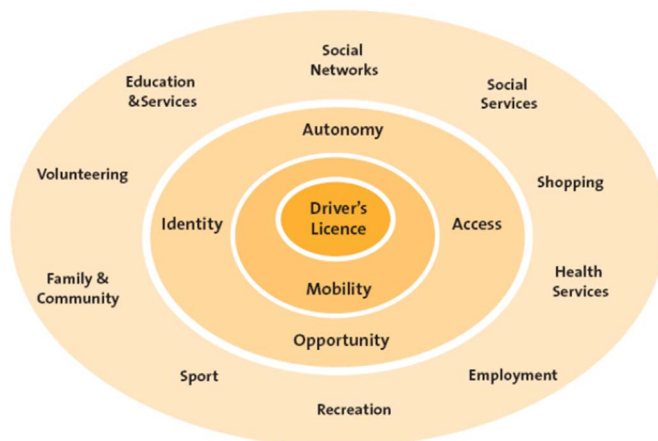 Social
Networks
Education
&Services
Social
Services
Autonomy
Volunteering
Shopping
Identity
Driver's
Licence
Access
Family &
Community
Mobility
Health
Services
Opportunity
Sport
Employment
Recreation